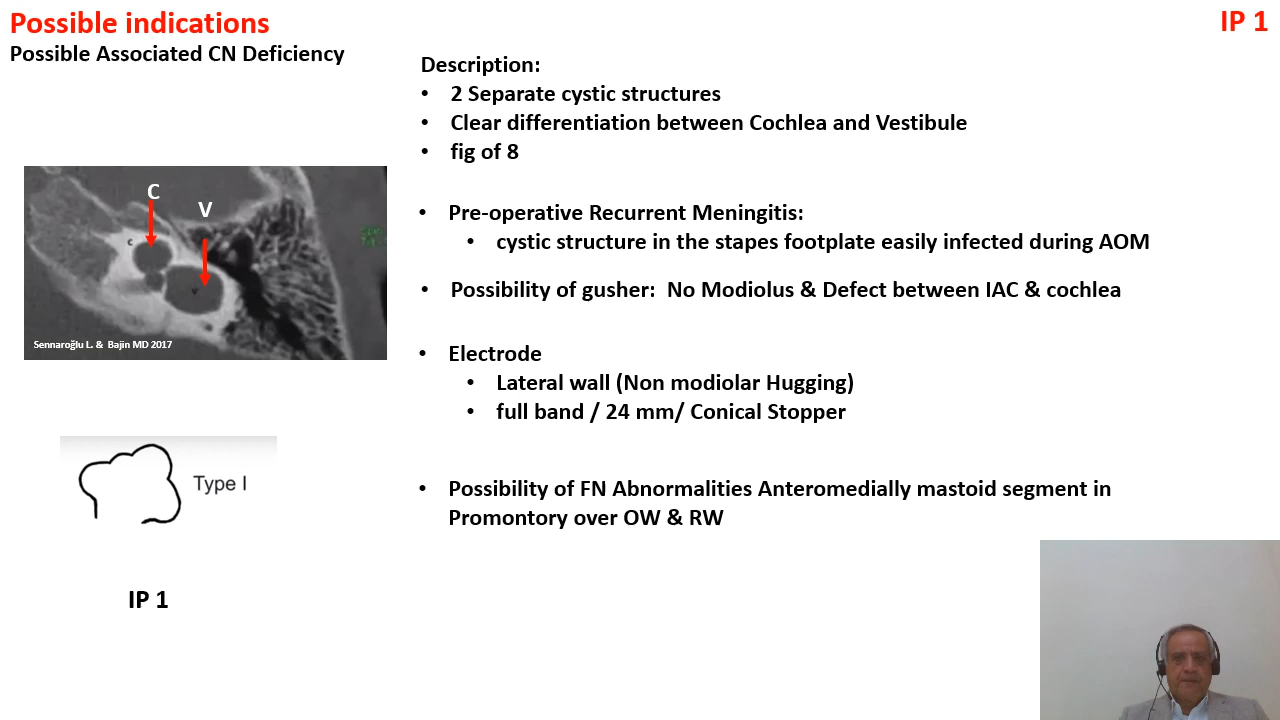 Possible indications
IP 1
Possible Associated CN Deficiency
Description:
• 2 Separate cystic structures
• Clear differentiation between Cochlea and Vestibule
• fig of 8
C
V
c
v
Sennaroğlu L. & Bajin MD 2017
• Pre-operative Recurrent Meningitis:
• cystic structure in the stapes footplate easily infected during AOM
• Possibility of gusher: No Modiolus & Defect between IAC & cochlea
• Electrode
• Lateral wall (Non modiolar Hugging)
• full band / 24 mm/ Conical Stopper
Type I
• Possibility of FN Abnormalities Anteromedially mastoid segment in
Promontory over OW & RW
IP 1